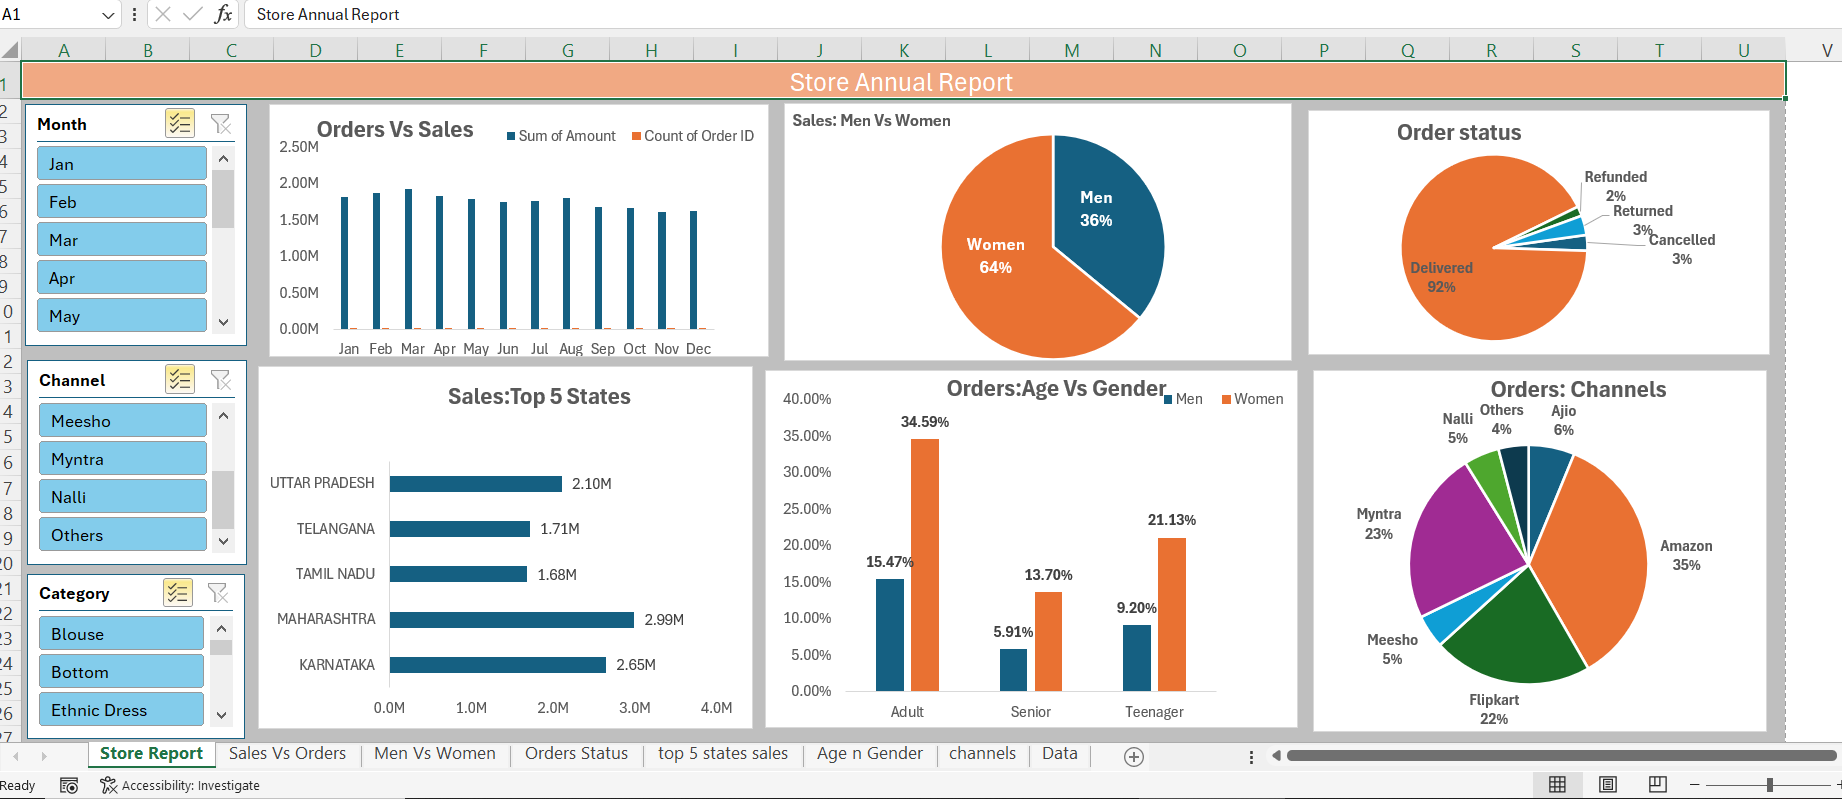 A1
fx
Store Annual Report
A B C D E F G H I J K L M N O P Q R S T U V
1
Store Annual Report
2
3
4
5
6
7
8
9
0
1
2
3
4
5
6
7
8
9
20
21
22
23
24
25
26
27
Month
Jan
Feb
Mar
Apr
May
Channel
Meesho
Myntra
Nalli
Others
Category
Blouse
Bottom
Ethnic Dress
Orders Vs Sales
Sum of Amount Count of Order ID
2.50M
2.00M
1.50M
1.00M
0.50M
0.00M
Jan Feb Mar Apr May Jun Jul Aug Sep Oct Nov Dec
Sales: Men Vs Women
Men
36%
Women
64%
Order status
Refunded
2%
Returned
3%
Cancelled
3%
Delivered
92%
Sales:Top 5 States
UTTAR PRADESH 2.10M
TELANGANA 1.71M
TAMIL NADU 1.68M
MAHARASHTRA 2.99M
KARNATAKA 2.65M
0.0M 1.0M 2.0M 3.0M 4.0M
Orders:Age Vs Gender
Men Women
40.00%
35.00%
30.00%
25.00%
20.00%
15.00%
10.00%
5.00%
0.00%
34.59%
15.47%
5.91%
13.70%
9.20%
21.13%
Adult Senior Teenager
Orders: Channels
Nalli
5%
Others
4%
Ajio
6%
Myntra
23%
Amazon
35%
Meesho
5%
Flipkart
22%
Store Report Sales Vs Orders Men Vs Women Orders Status top 5 states sales Age n Gender channels Data
Ready Accessibility: Investigate